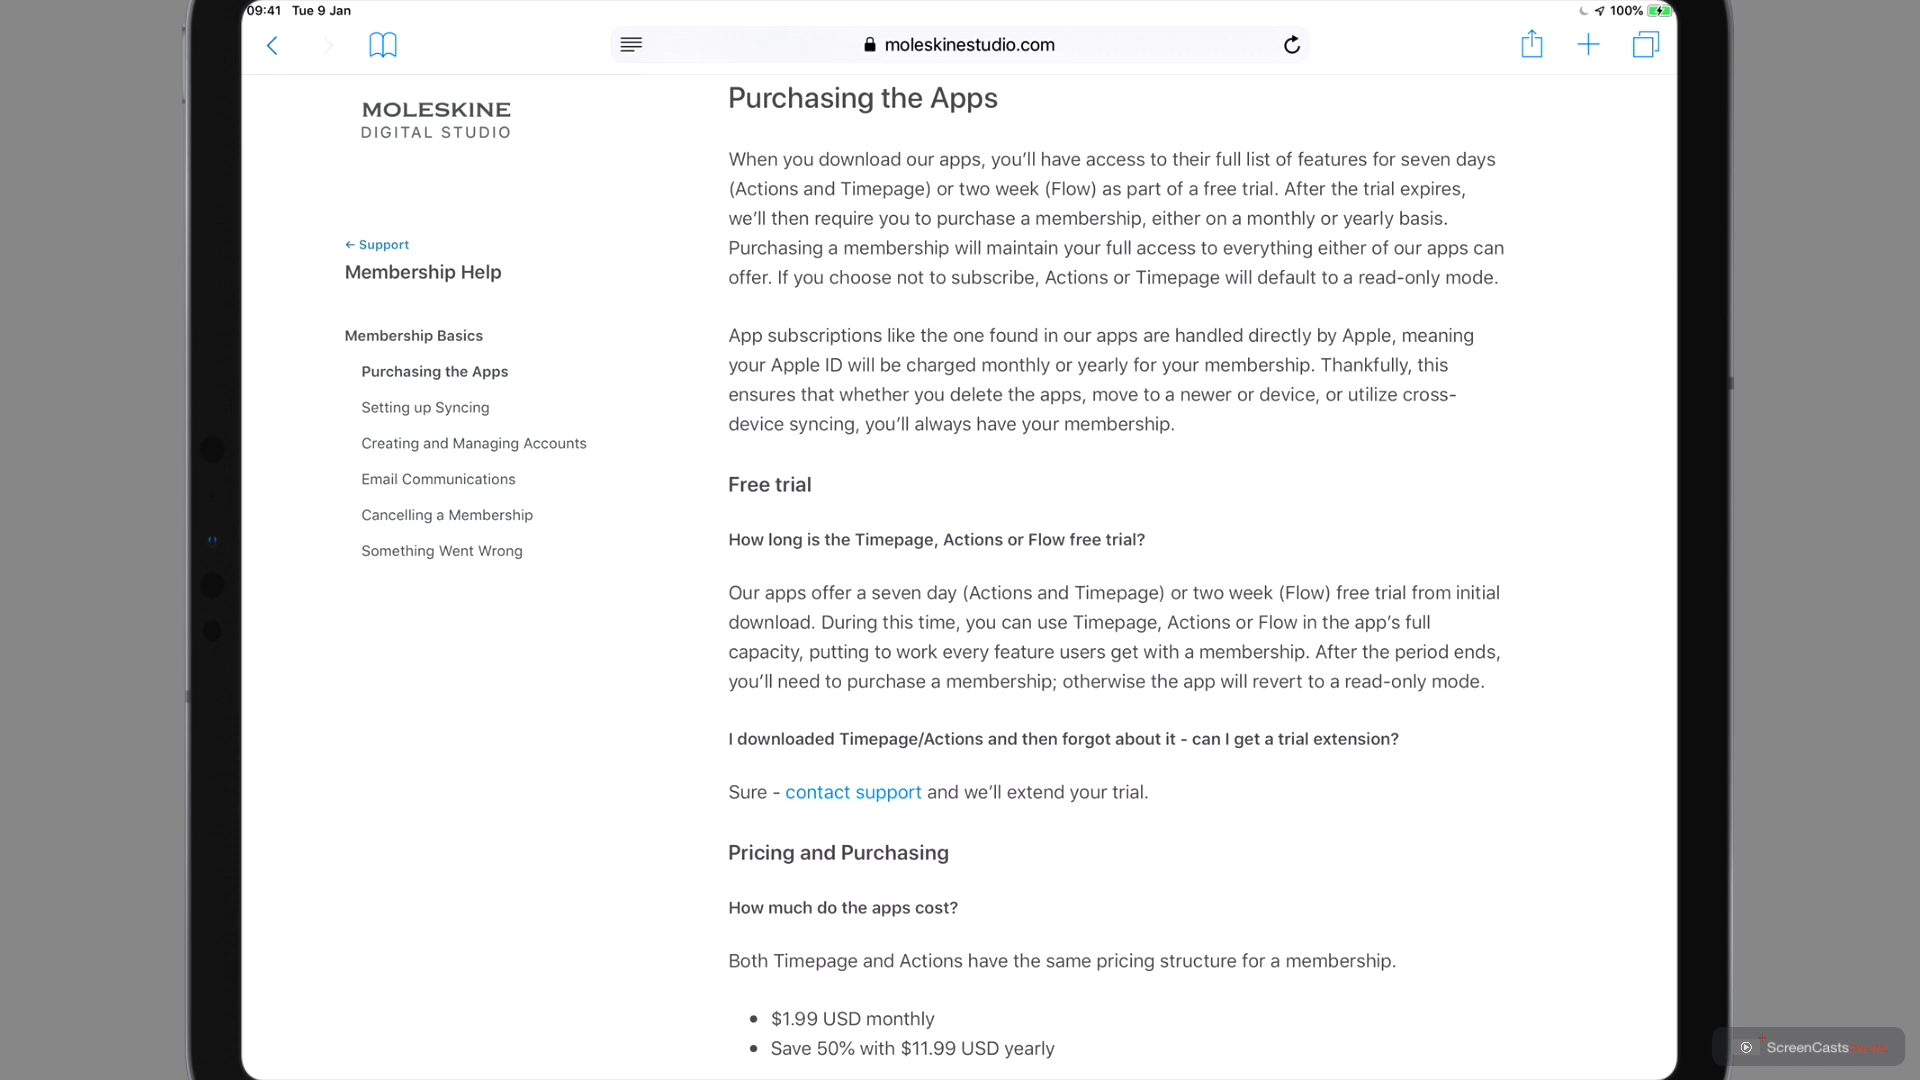 09:41 Tue 9 Jan
100%
moleskinestudio.com
MOLESKINE
DIGITAL STUDIO
← Support
Membership Help
Membership Basics
Purchasing the Apps
Setting up Syncing
Creating and Managing Accounts
Email Communications
Cancelling a Membership
Something Went Wrong
Purchasing the Apps
When you download our apps, you’ll have access to their full list of features for seven days
(Actions and Timepage) or two week (Flow) as part of a free trial. After the trial expires,
we’ll then require you to purchase a membership, either on a monthly or yearly basis.
Purchasing a membership will maintain your full access to everything either of our apps can
offer. If you choose not to subscribe, Actions or Timepage will default to a read-only mode.
App subscriptions like the one found in our apps are handled directly by Apple, meaning
your Apple ID will be charged monthly or yearly for your membership. Thankfully, this
ensures that whether you delete the apps, move to a newer or device, or utilize cross-
device syncing, you’ll always have your membership.
Free trial
How long is the Timepage, Actions or Flow free trial?
Our apps offer a seven day (Actions and Timepage) or two week (Flow) free trial from initial
download. During this time, you can use Timepage, Actions or Flow in the app’s full
capacity, putting to work every feature users get with a membership. After the period ends,
you’ll need to purchase a membership; otherwise the app will revert to a read-only mode.
I downloaded Timepage/Actions and then forgot about it - can I get a trial extension?
Sure - contact support and we’ll extend your trial.
Pricing and Purchasing
How much do the apps cost?
Both Timepage and Actions have the same pricing structure for a membership.
• $1.99 USD monthly
• Save 50% with $11.99 USD yearly
ScreenCasts